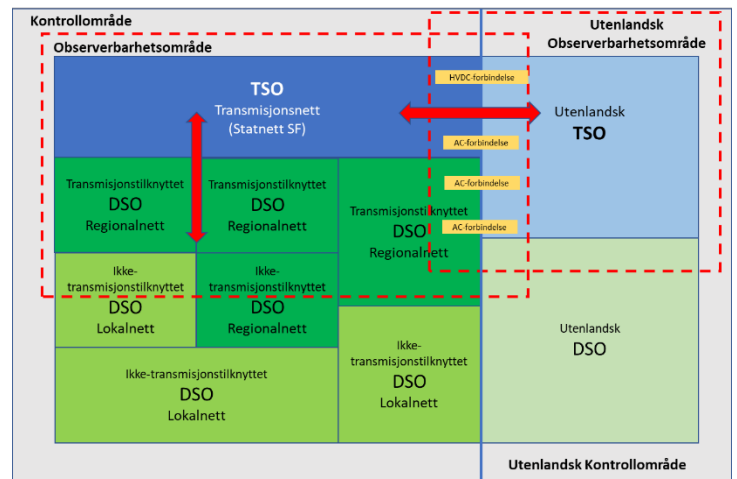 Kontrollområde
Utenlandsk
Observerbarhetsområde
Observerbarhetsområde
HVDC-forbindelse
TSO
Transmisjonsnett
(Statnett SF)
Utenlandsk
TSO
AC-forbindelse
AC-forbindelse
AC-forbindelse
Transmisjonstilknyttet
DSO
Regionalnett
Transmisjonstilknyttet
DSO
Regionalnett
Transmisjonstilknyttet
DSO
Regionalnett
Ikke-
transmisjonstilknyttet
DSO
Lokalnett
Ikke-
transmisjonstilknyttet
DSO
Regionalnett
Ikke-transmisjonstilknyttet
DSO
Lokalnett
Ikke-
transmisjonstilknyttet
DSO
Lokalnett
Utenlandsk
DSO
Utenlandsk Kontrollområde